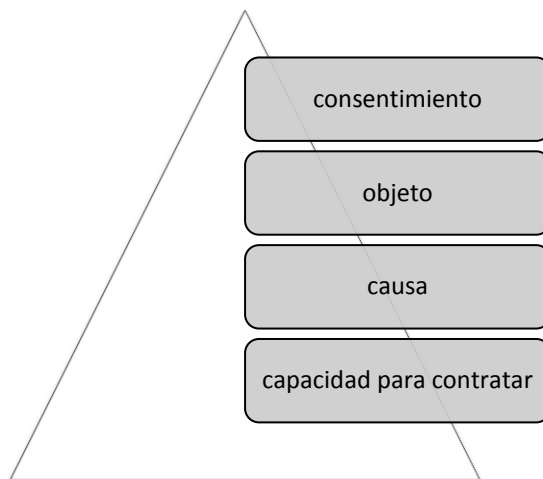 consentimiento
objeto
causa
capacidad para contratar